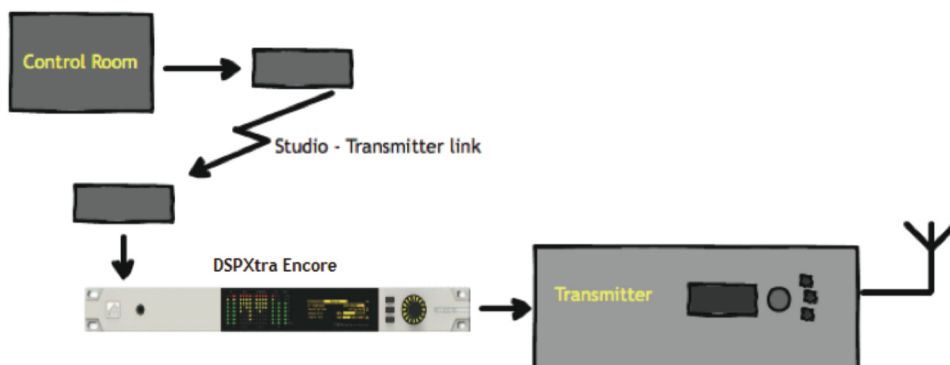 Control Room
Studio - Transmitter link
DSPXtra Encore
Transmitter